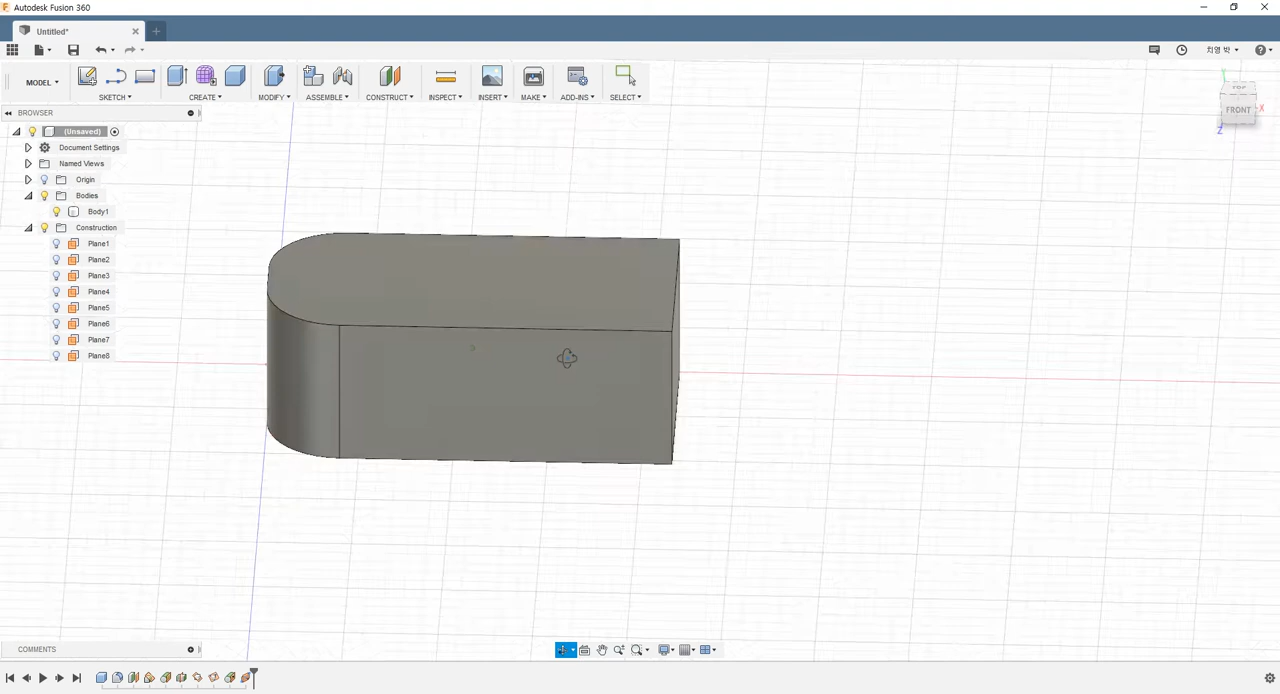 Autodesk Fusion 360
Untitled*
치영 박
MODEL
SKETCH
CREATE
MODIFY
ASSEMBLE
CONSTRUCT
INSPECT
INSERT
MAKE
ADD-INS
SELECT
BROWSER
TOP
FRONT
X
Y
Z
(Unsaved)
Document Settings
Named Views
Origin
Bodies
Body1
Construction
Plane1
Plane2
Plane3
Plane4
Plane5
Plane6
Plane7
Plane8
COMMENTS